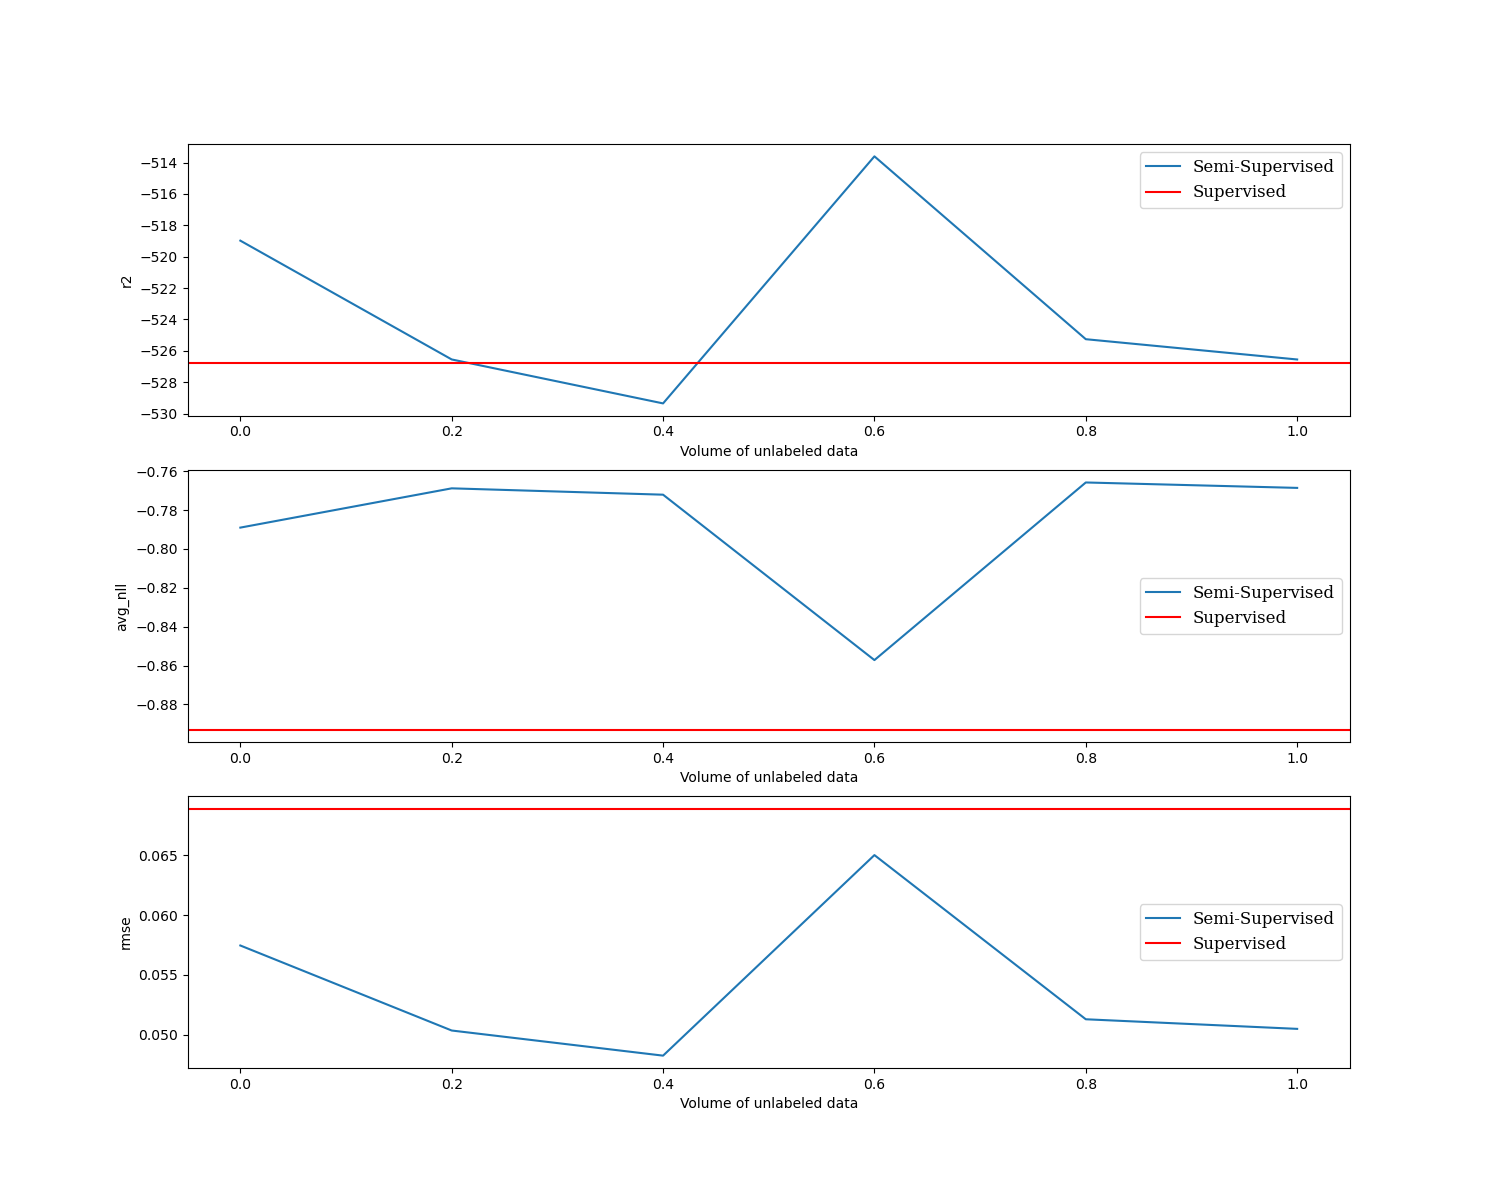 −514
−516
−518
−520
−522
−524
−526
−528
−530
r2
Semi-Supervised
Supervised
0.0 0.2 0.4 0.6 0.8 1.0
Volume of unlabeled data
−0.76
−0.78
−0.80
−0.82
−0.84
−0.86
−0.88
avg_nll
Semi-Supervised
Supervised
0.0 0.2 0.4 0.6 0.8 1.0
Volume of unlabeled data
0.065
0.060
0.055
0.050
rmse
Semi-Supervised
Supervised
0.0 0.2 0.4 0.6 0.8 1.0
Volume of unlabeled data